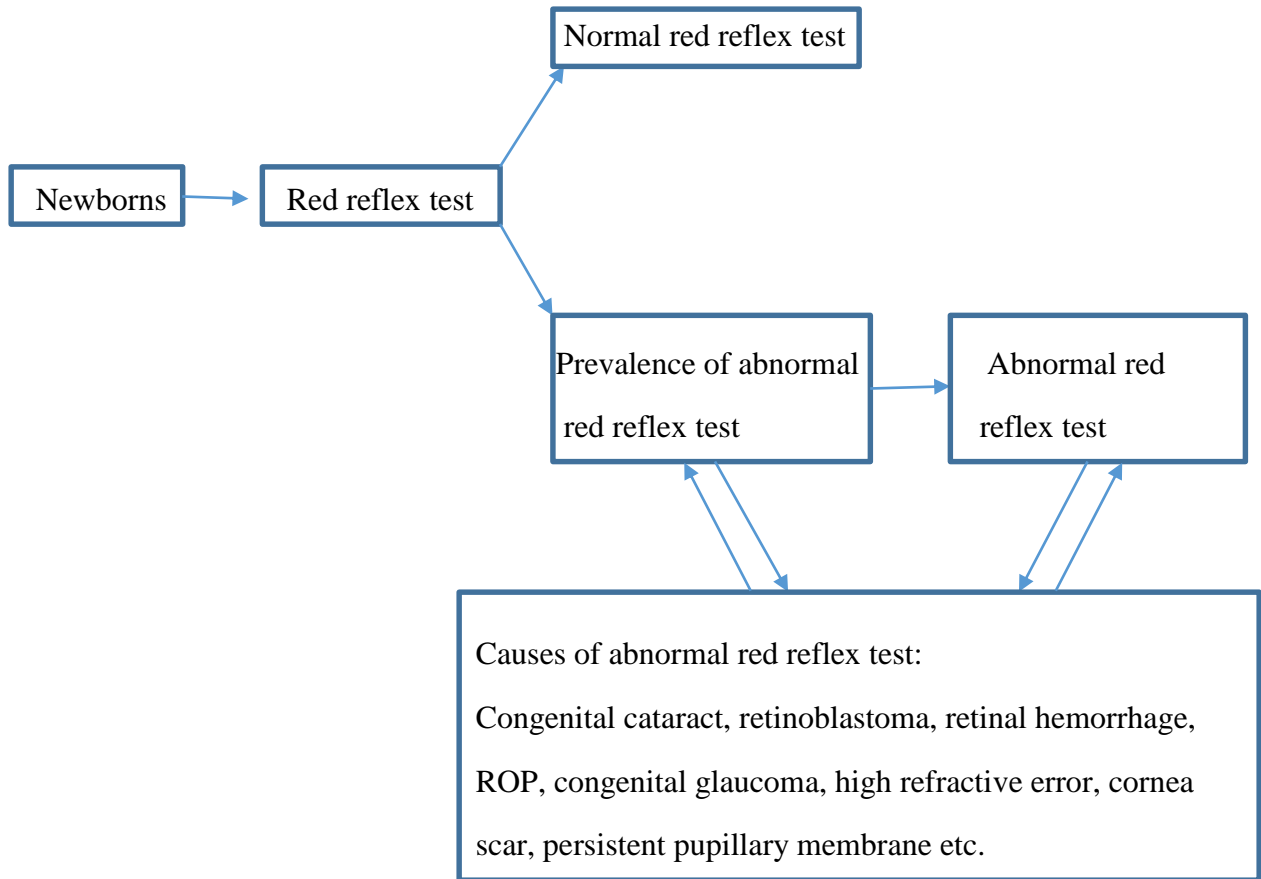 Normal red reflex test
Newborns
Red reflex test
Prevalence of abnormal
red reflex test
Abnormal red
reflex test
Causes of abnormal red reflex test:
Congenital cataract, retinoblastoma, retinal hemorrhage,
ROP, congenital glaucoma, high refractive error, cornea
scar, persistent pupillary membrane etc.